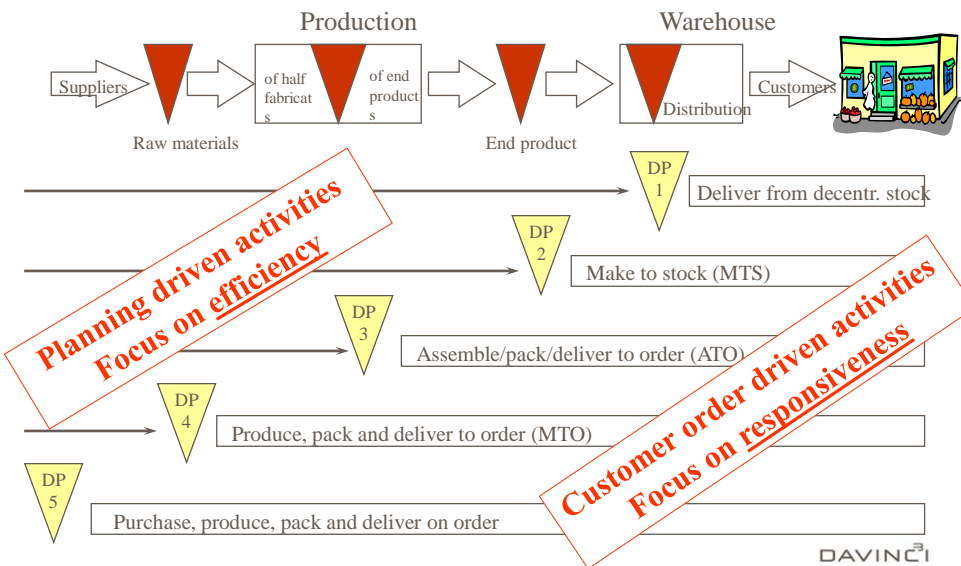 Production
Warehouse
Suppliers
of half
fabricat
s
of end
product
s
Distribution
Customers
Raw materials
End product
DP
1
Deliver from decentr. stock
DP
2
Make to stock (MTS)
DP
3
Assemble/pack/deliver to order (ATO)
DP
4
Produce, pack and deliver to order (MTO)
DP
5
Purchase, produce, pack and deliver on order
Planning driven activities
Focus on efficiency
Customer order driven activities
Focus on responsiveness
DAVINC3I